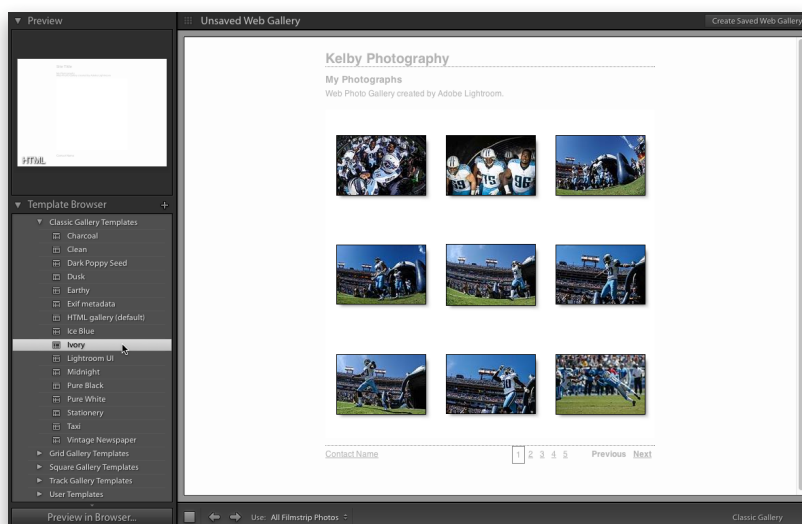 Preview
Unsaved Web Gallery
Create Saved Web Gallery
HTML
Template Browser
Classic Gallery Templates
Charcoal
Clean
Dark Poppy Seed
Dusk
Earthy
Exif metadata
HTML gallery (default)
Ice Blue
Ivory
Lightroom UI
Midnight
Pure Black
Pure White
Stationery
Taxi
Vintage Newspaper
Grid Gallery Templates
Square Gallery Templates
Track Gallery Templates
User Templates
Preview in Browser...
Kelby Photography
My Photographs
Web Photo Gallery created by Adobe Lightroom.
75 96
Contact Name 1 2 3 4 5 Previous Next
Use: All Filmstrip Photos
Classic Gallery